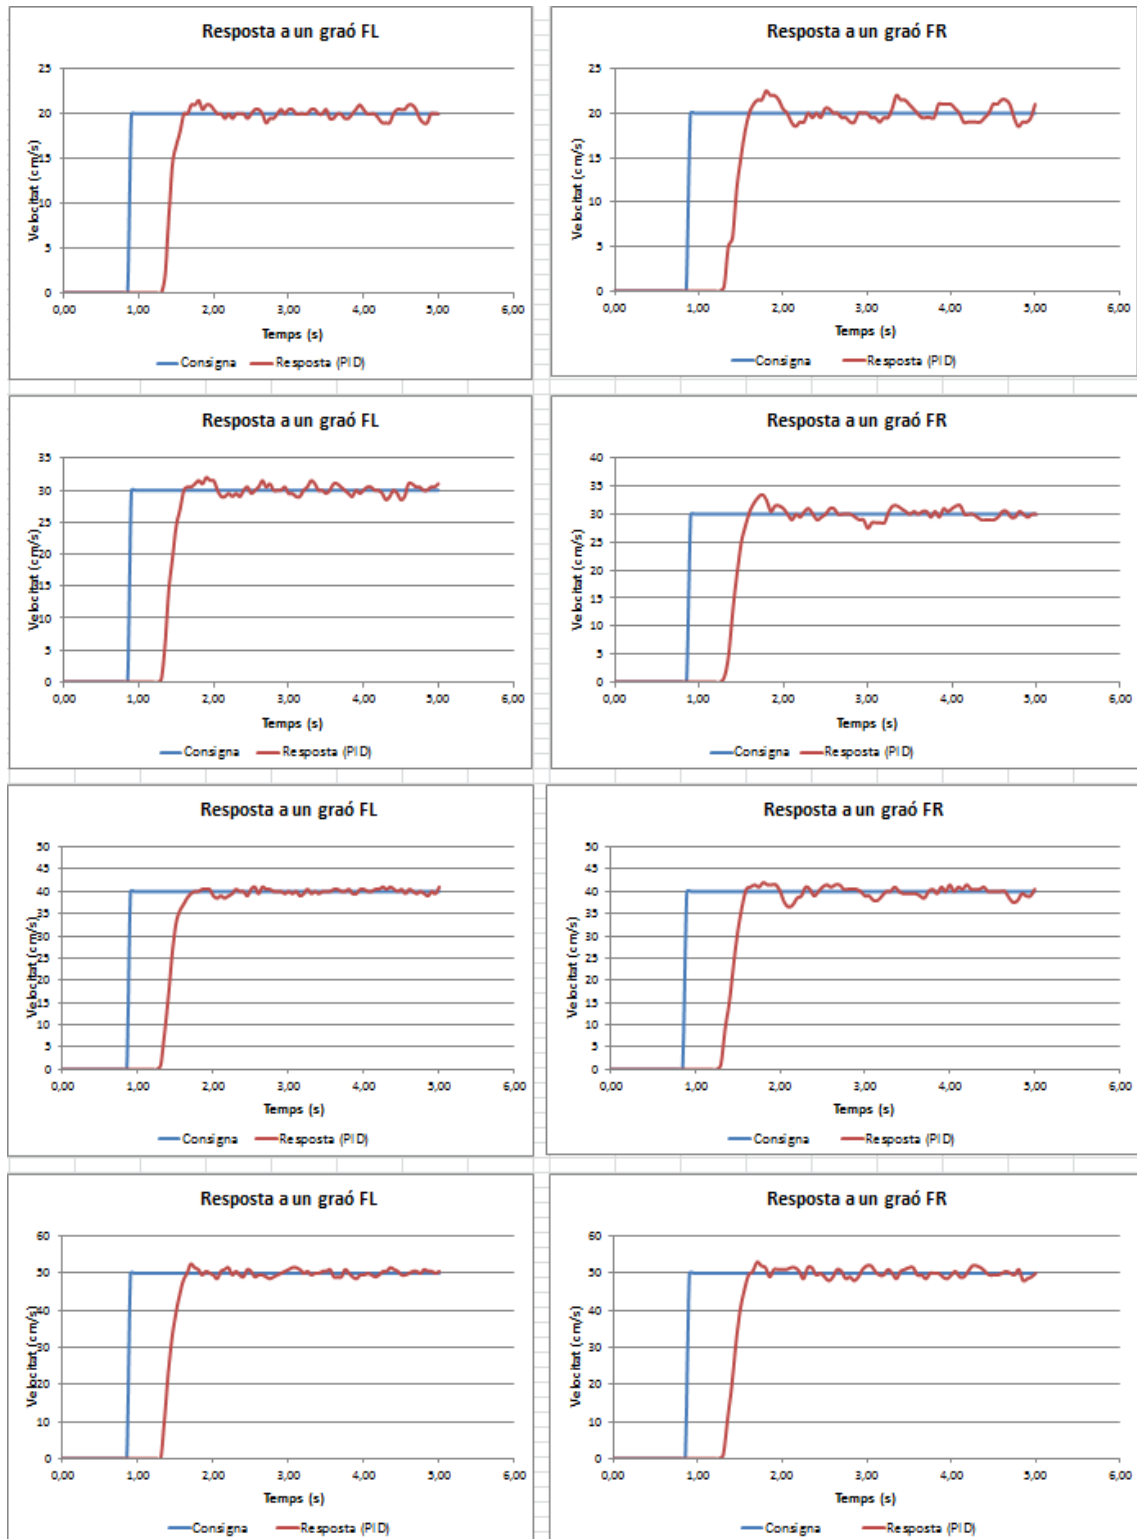 Resposta a un graó FL
25
20
15
10
5
0
Velocitat (cm/s)
0,00 1,00 2,00 3,00 4,00 5,00 6,00
Temps (s)
Consigna Resposta (PID)
Resposta a un graó FR
25
20
15
10
5
0
Velocitat (cm/s)
0,00 1,00 2,00 3,00 4,00 5,00 6,00
Temps (s)
Consigna Resposta (PID)
Resposta a un graó FL
35
30
25
20
15
10
5
0
Velocitat (cm/s)
0,00 1,00 2,00 3,00 4,00 5,00 6,00
Temps (s)
Consigna Resposta (PID)
Resposta a un graó FR
40
35
30
25
20
15
10
5
0
Velocitat (cm/s)
0,00 1,00 2,00 3,00 4,00 5,00 6,00
Temps (s)
Consigna Resposta (PID)
Resposta a un graó FL
50
45
40
35
30
25
20
15
10
5
0
Velocitat (cm/s)
0,00 1,00 2,00 3,00 4,00 5,00 6,00
Temps (s)
Consigna Resposta (PID)
Resposta a un graó FR
50
45
40
35
30
25
20
15
10
5
0
Velocitat (cm/s)
0,00 1,00 2,00 3,00 4,00 5,00 6,00
Temps (s)
Consigna Resposta (PID)
Resposta a un graó FL
60
50
40
30
20
10
0
Velocitat (cm/s)
0,00 1,00 2,00 3,00 4,00 5,00 6,00
Temps (s)
Consigna Resposta (PID)
Resposta a un graó FR
60
50
40
30
20
10
0
Velocitat (cm/s)
0,00 1,00 2,00 3,00 4,00 5,00 6,00
Temps (s)
Consigna Resposta (PID)